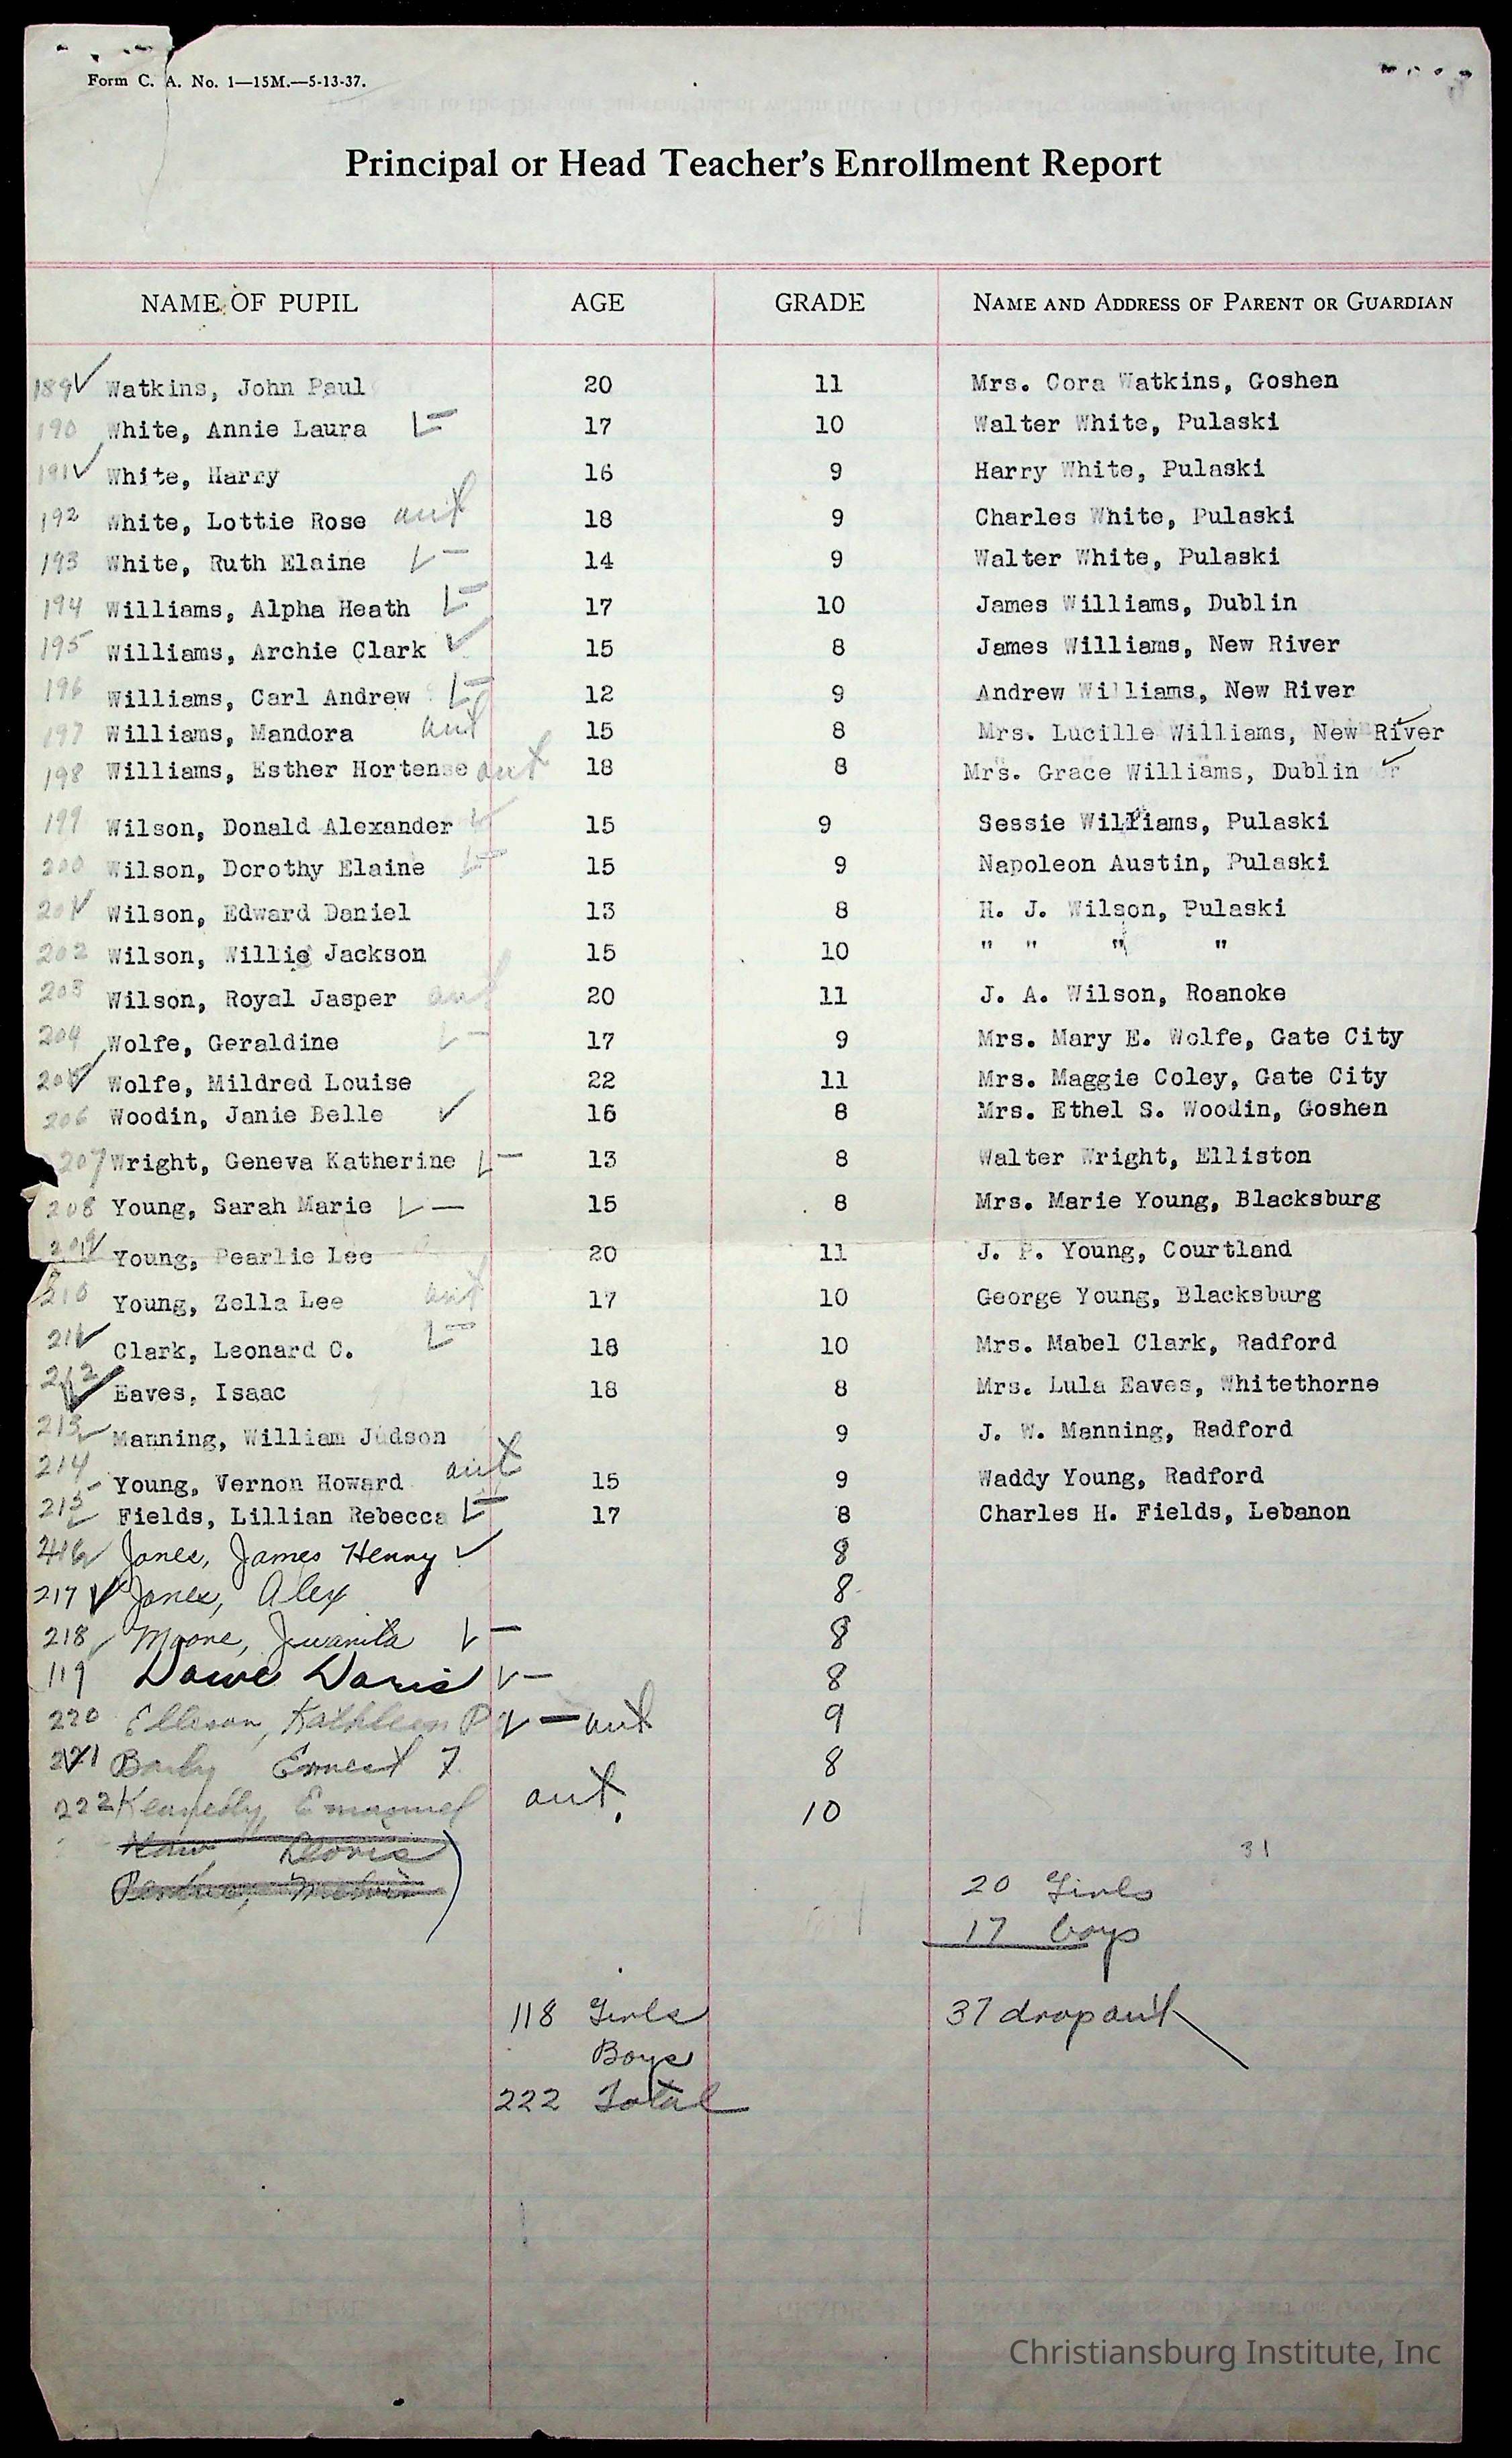 Form C. A. No. 1—15M.—5-13-37.
Principal or Head Teacher's Enrollment Report
NAME OF PUPIL AGE GRADE NAME AND ADDRESS OF PARENT OR GUARDIAN
189 Watkins, John Paul 20 11 Mrs. Cora Watkins, Goshen
190 White, Annie Laura 17 10 Walter White, Pulaski
191 White, Harry 16 9 Harry White, Pulaski
192 White, Lottie Rose out 18 9 Charles White, Pulaski
193 White, Ruth Elaine 14 9 Walter White, Pulaski
194 Williams, Alpha Heath 17 10 James Williams, Dublin
195 Williams, Archie Clark 15 8 James Williams, New River
196 Williams, Carl Andrew 12 9 Andrew Williams, New River
197 Williams, Mandora out 15 8 Mrs. Lucille Williams, New River
198 Williams, Esther Hortense out 18 8 Mrs. Grace Williams, Dublin
199 Wilson, Donald Alexander 15 9 Sessie Williams, Pulaski
200 Wilson, Dorothy Elaine 15 9 Napoleon Austin, Pulaski
201 Wilson, Edward Daniel 13 8 H. J. Wilson, Pulaski
202 Wilson, Willie Jackson 15 10 " " " "
203 Wilson, Royal Jasper out 20 11 J. A. Wilson, Roanoke
204 Wolfe, Geraldine 17 9 Mrs. Mary E. Wolfe, Gate City
205 Wolfe, Mildred Louise 22 11 Mrs. Maggie Coley, Gate City
206 Woodin, Janie Belle 16 8 Mrs. Ethel S. Woodin, Goshen
207 Wright, Geneva Katherine 13 8 Walter Wright, Elliston
208 Young, Sarah Marie 15 8 Mrs. Marie Young, Blacksburg
209 Young, Pearlie Lee 20 11 J. P. Young, Courtland
210 Young, Zella Lee out 17 10 George Young, Blacksburg
211 Clark, Leonard C. 18 10 Mrs. Mabel Clark, Radford
212 Eaves, Isaac 18 8 Mrs. Lula Eaves, Whitethorne
213 Manning, William Judson 9 J. W. Manning, Radford
214 Young, Vernon Howard out 15 9 Waddy Young, Radford
215 Fields, Lillian Rebecca 17 8 Charles H. Fields, Lebanon
216 Jones, James Henry 8
217 Jones, Alex 8
218 Moore, Juanita 8
119 Dowe Doris 8
220 Kathleen P out 9
221 Ernest 7 8
222 Emanuel out. 10
Doris
31
20 Girls
17 boys
118 Girls 37 drop out
Boys
222 Total
Christiansburg Institute, Inc